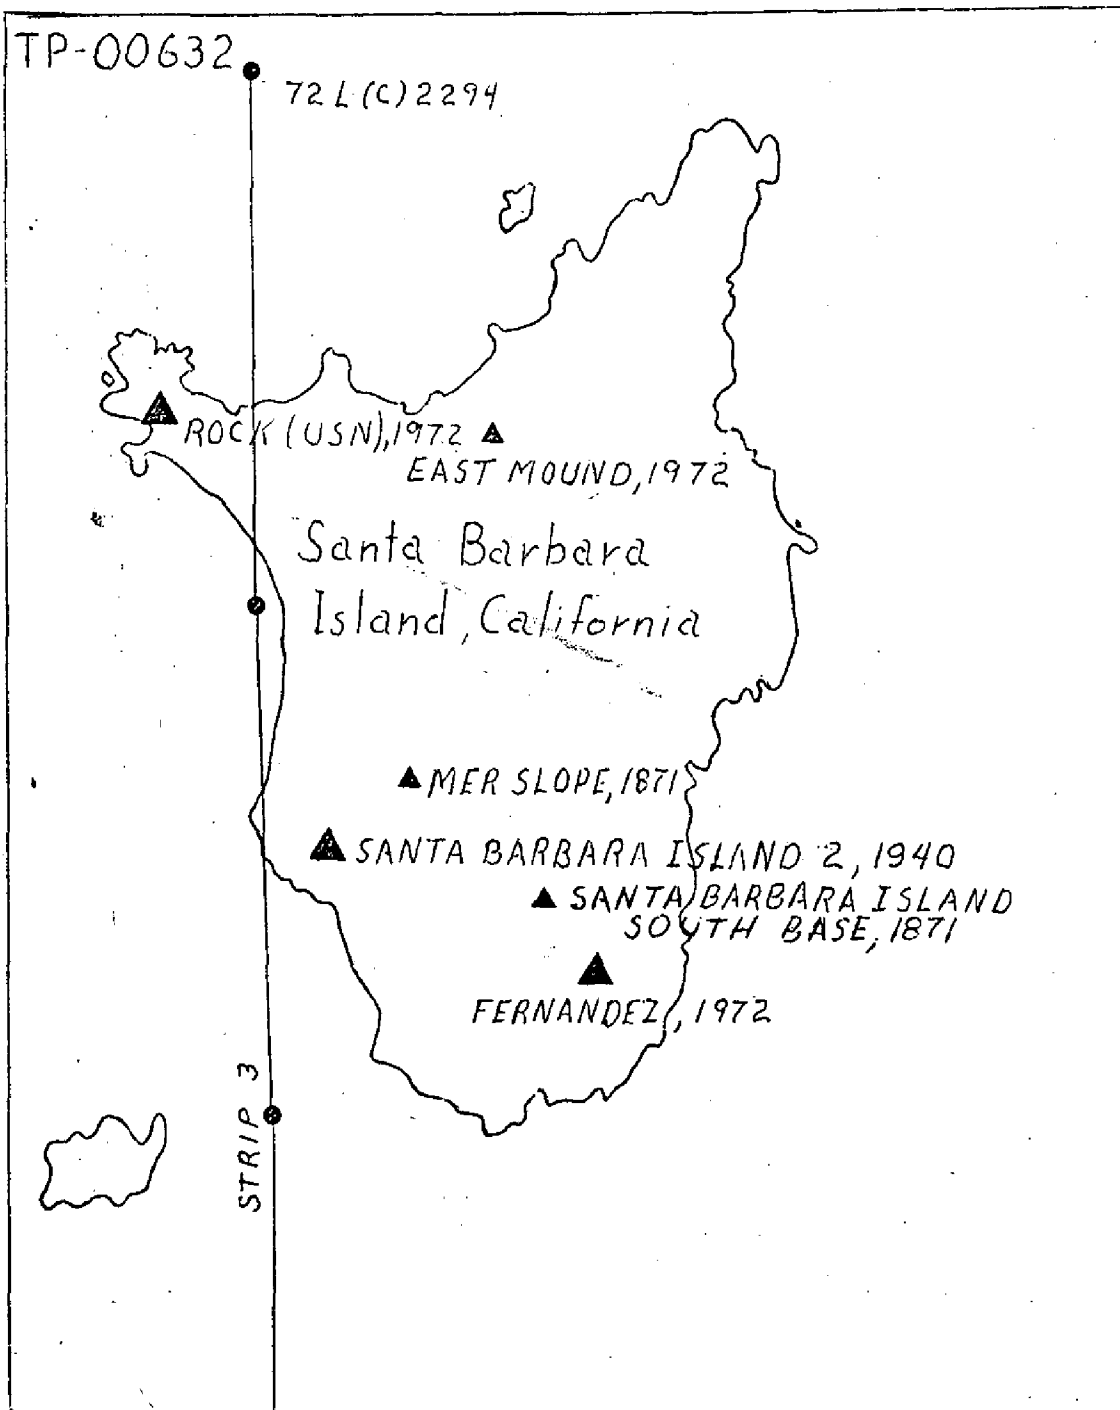 TP-00632
72 L (C) 2294
ROCK (USN), 1972
EAST MOUND, 1972
Santa Barbara
Island, California
MER SLOPE, 1871
SANTA BARBARA ISLAND 2, 1940
SANTA BARBARA ISLAND
SOUTH BASE, 1871
FERNANDEZ, 1972
STRIP 3